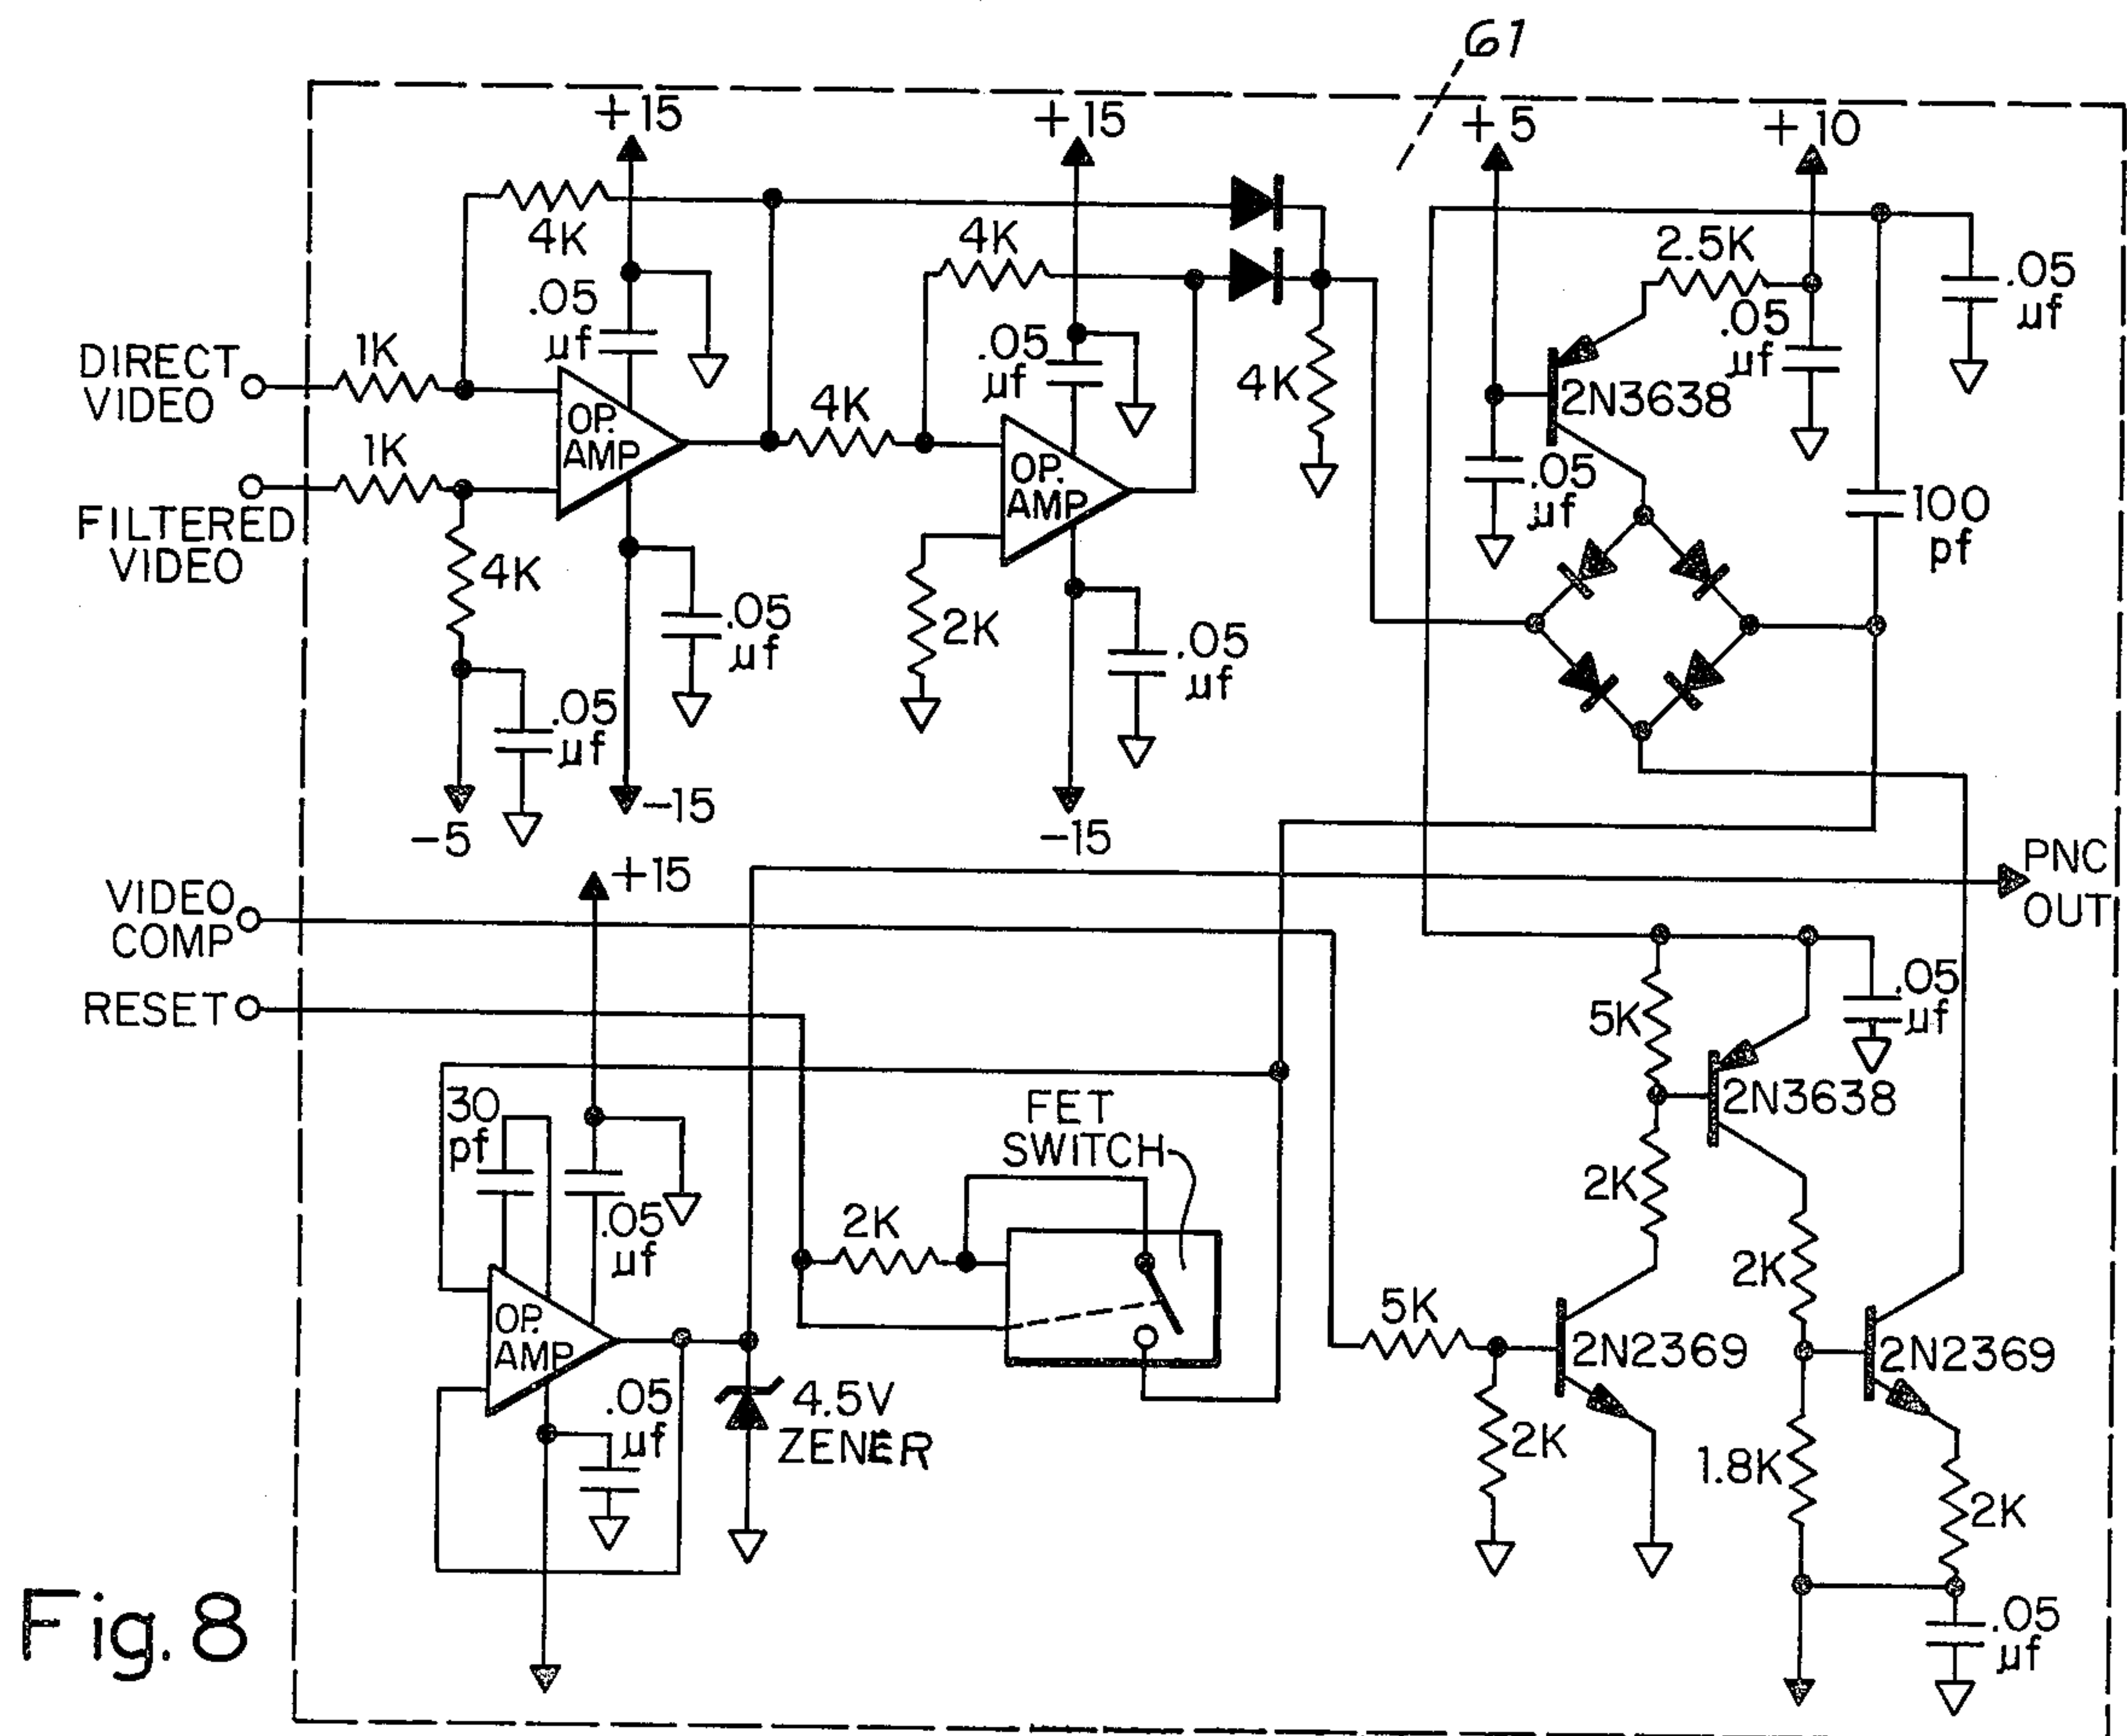 61
+15
+15
+5
+10
4K
.05
µf
4K
.05
µf
2.5K
.05
µf
.05
µf
DIRECT
VIDEO
1K
OP.
AMP
4K
4K
2N3638
.05
µf
FILTERED
VIDEO
1K
OP.
AMP
100
pf
4K
.05
µf
2K
.05
µf
.05
µf
-5
-15
-15
+15
PNC
OUT
VIDEO
COMP
RESET
5K
.05
µf
2N3638
30
pf
.05
µf
FET
SWITCH
2K
2K
2K
OP.
AMP
5K
2N2369
2N2369
.05
µf
4.5V
ZENER
2K
1.8K
2K
.05
µf
Fig. 8